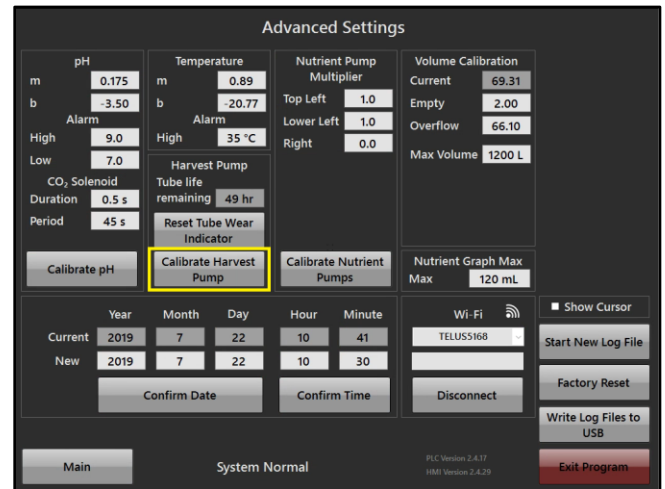 Advanced Settings
pH
m 0.175
b -3.50
Alarm
High 9.0
Low 7.0
CO₂ Solenoid
Duration 0.5 s
Period 45 s
Calibrate pH
Temperature
m 0.89
b -20.77
Alarm
High 35 °C
Harvest Pump
Tube life
remaining 49 hr
Reset Tube Wear
Indicator
Calibrate Harvest
Pump
Nutrient Pump
Multiplier
Top Left 1.0
Lower Left 1.0
Right 0.0
Calibrate Nutrient
Pumps
Volume Calibration
Current 69.31
Empty 2.00
Overflow 66.10
Max Volume 1200 L
Nutrient Graph Max
Max 120 mL
Year Month Day Hour Minute
Current 2019 7 22 10 41
New 2019 7 22 10 30
Confirm Date Confirm Time
Wi-Fi
TELUS5168
Disconnect
Show Cursor
Start New Log File
Factory Reset
Write Log Files to
USB
Main
System Normal
PLC Version 2.4.17
HMI Version 2.4.29
Exit Program